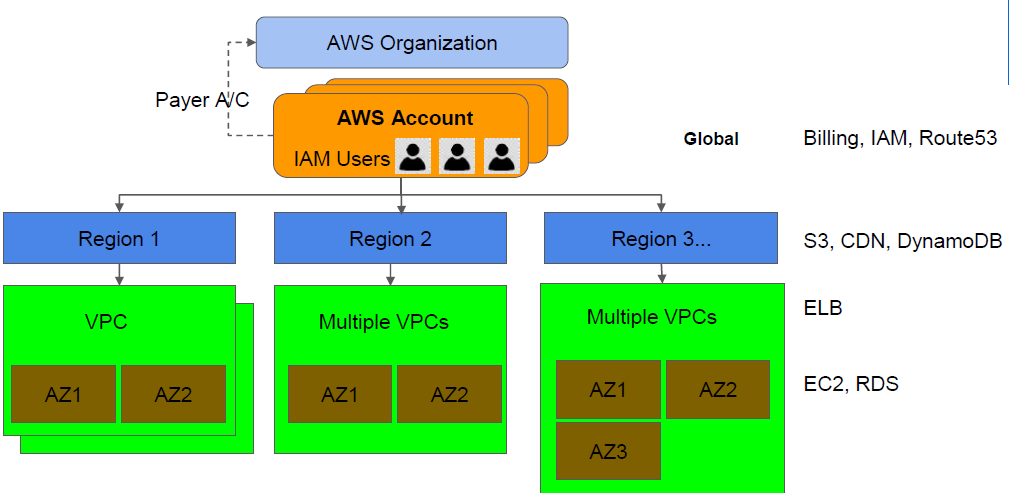 AWS Organization
Payer A/C
AWS Account
IAM Users
Global
Billing, IAM, Route53
Region 1
Region 2
Region 3...
S3, CDN, DynamoDB
VPC
Multiple VPCs
Multiple VPCs
ELB
AZ1
AZ2
AZ1
AZ2
AZ1
AZ2
EC2, RDS
AZ3